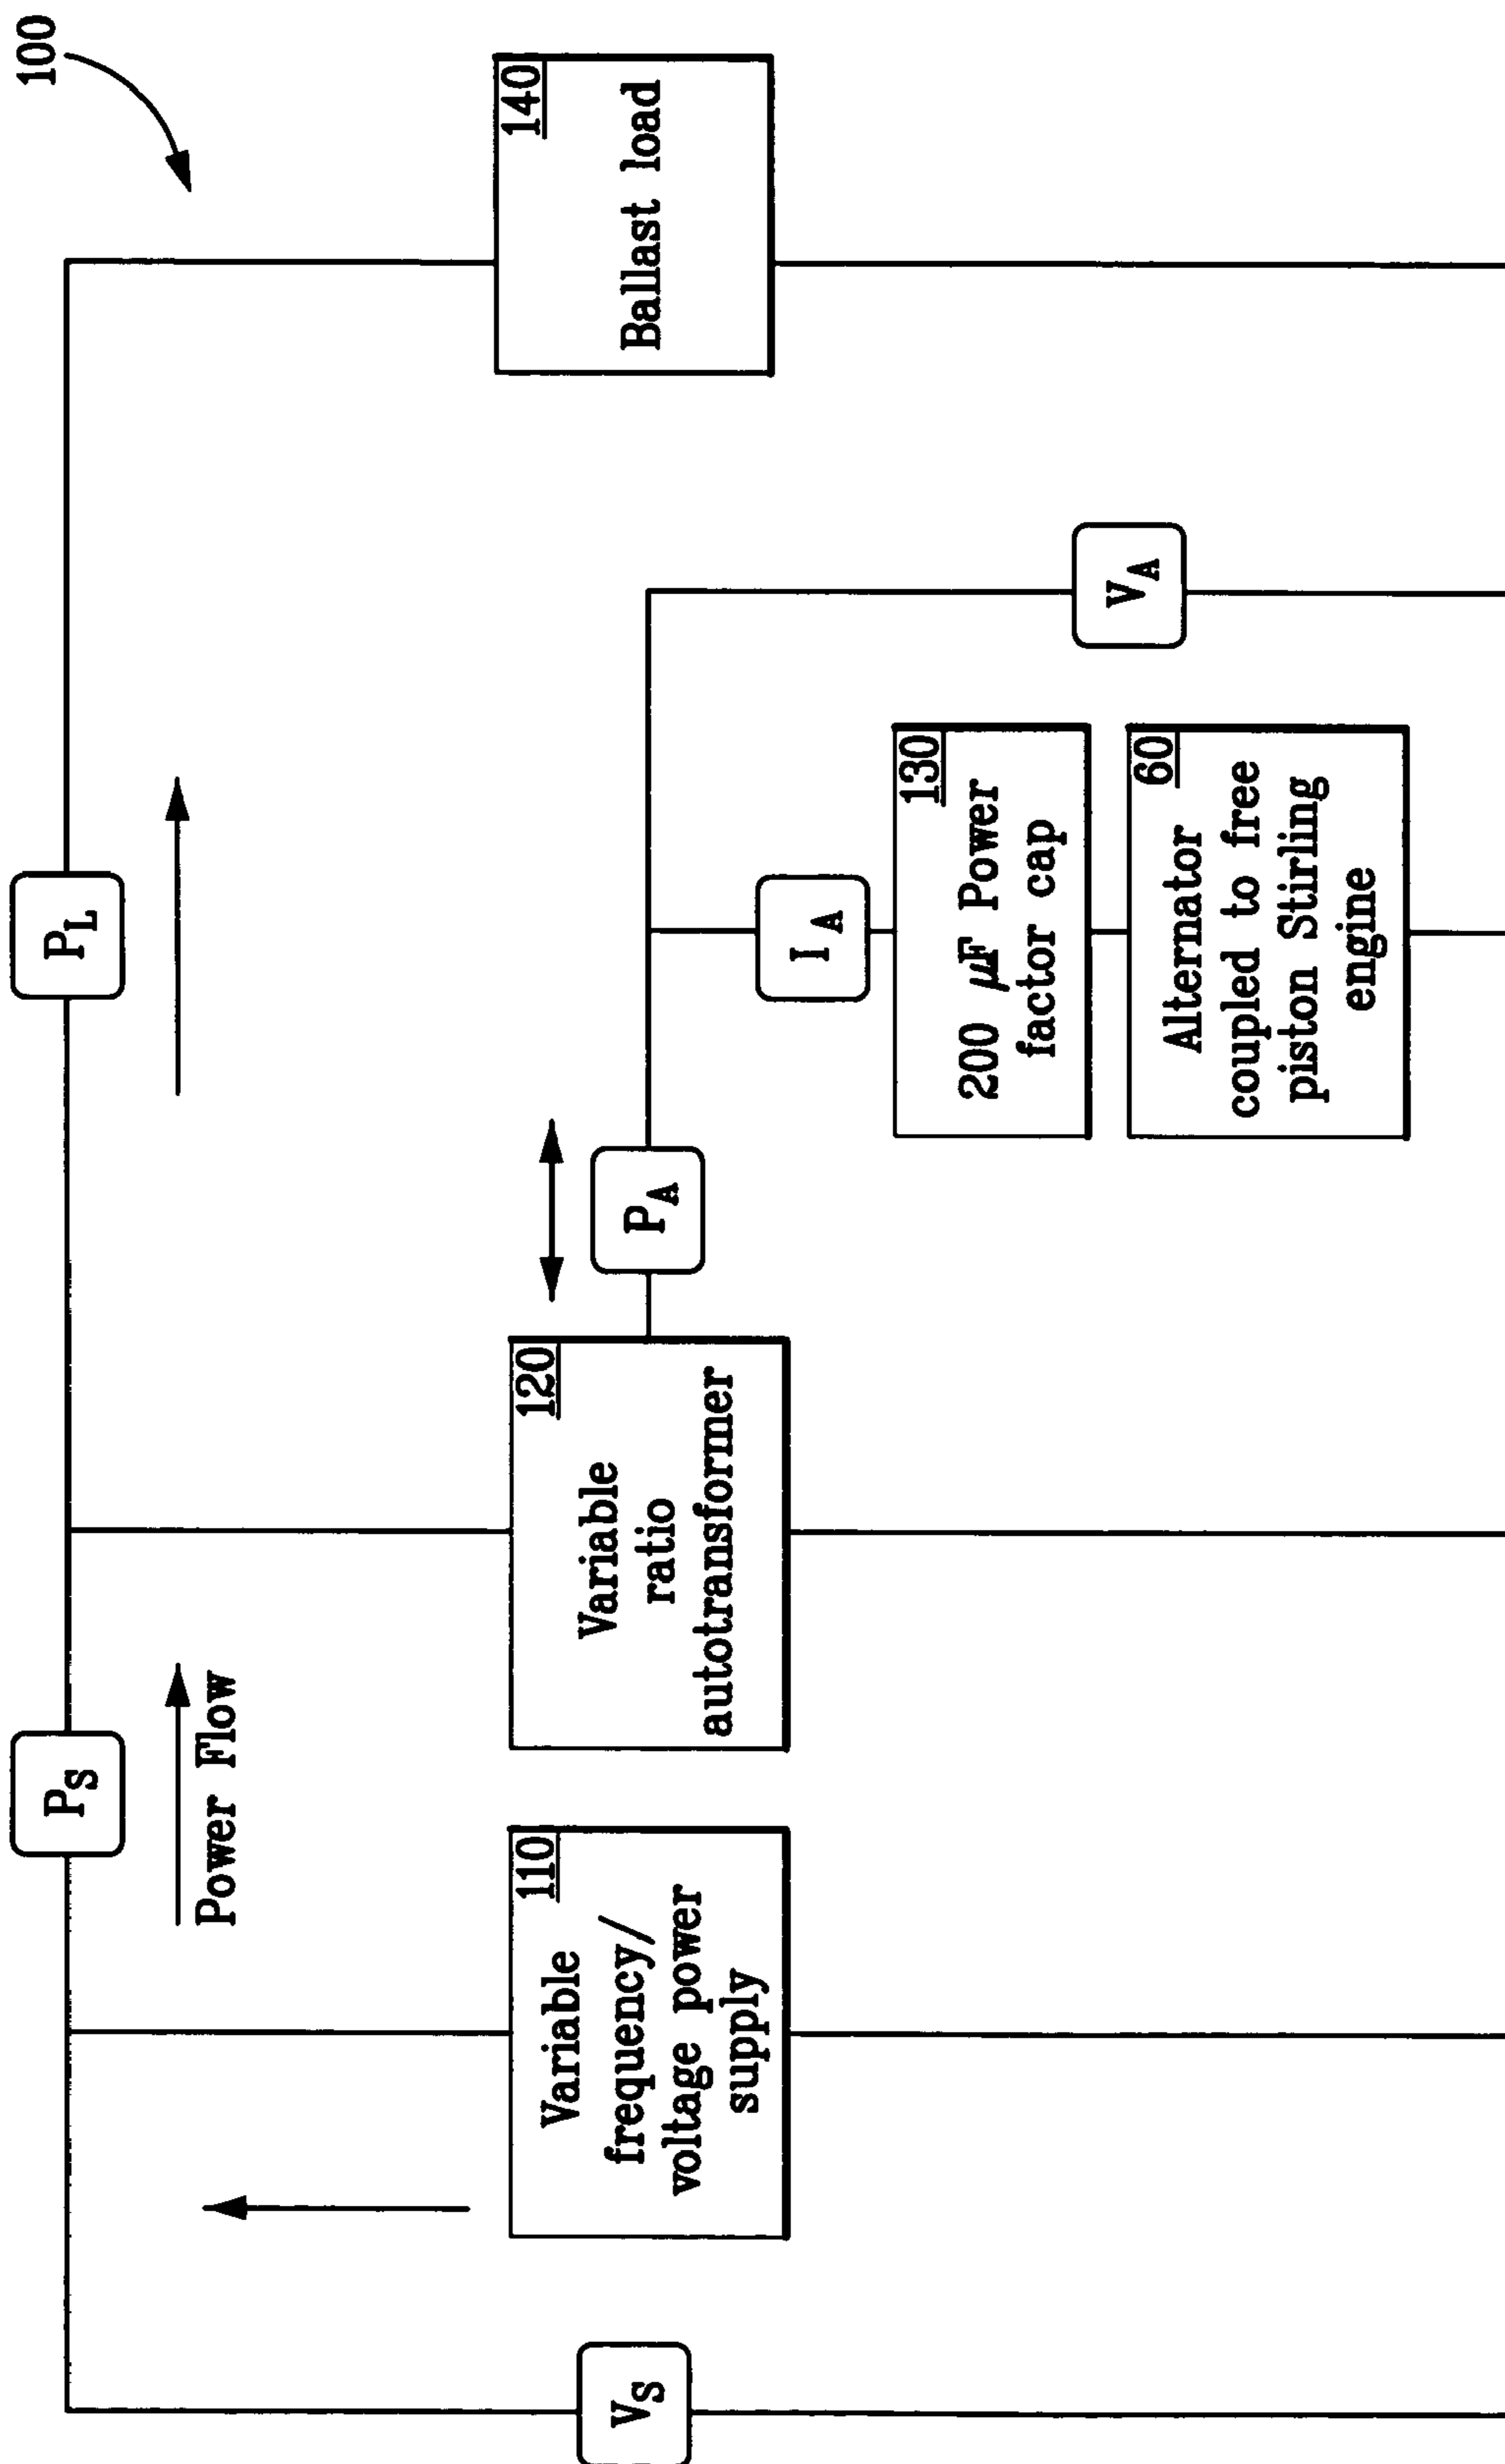 100
P_S
P_L
Power Flow
110
Variable
frequency/
voltage power
supply
120
Variable
ratio
autotransformer
140
Ballast load
V_S
P_A
I_A
130
200 μF Power
factor cap
V_A
60
Alternator
coupled to free
piston Stirling
engine